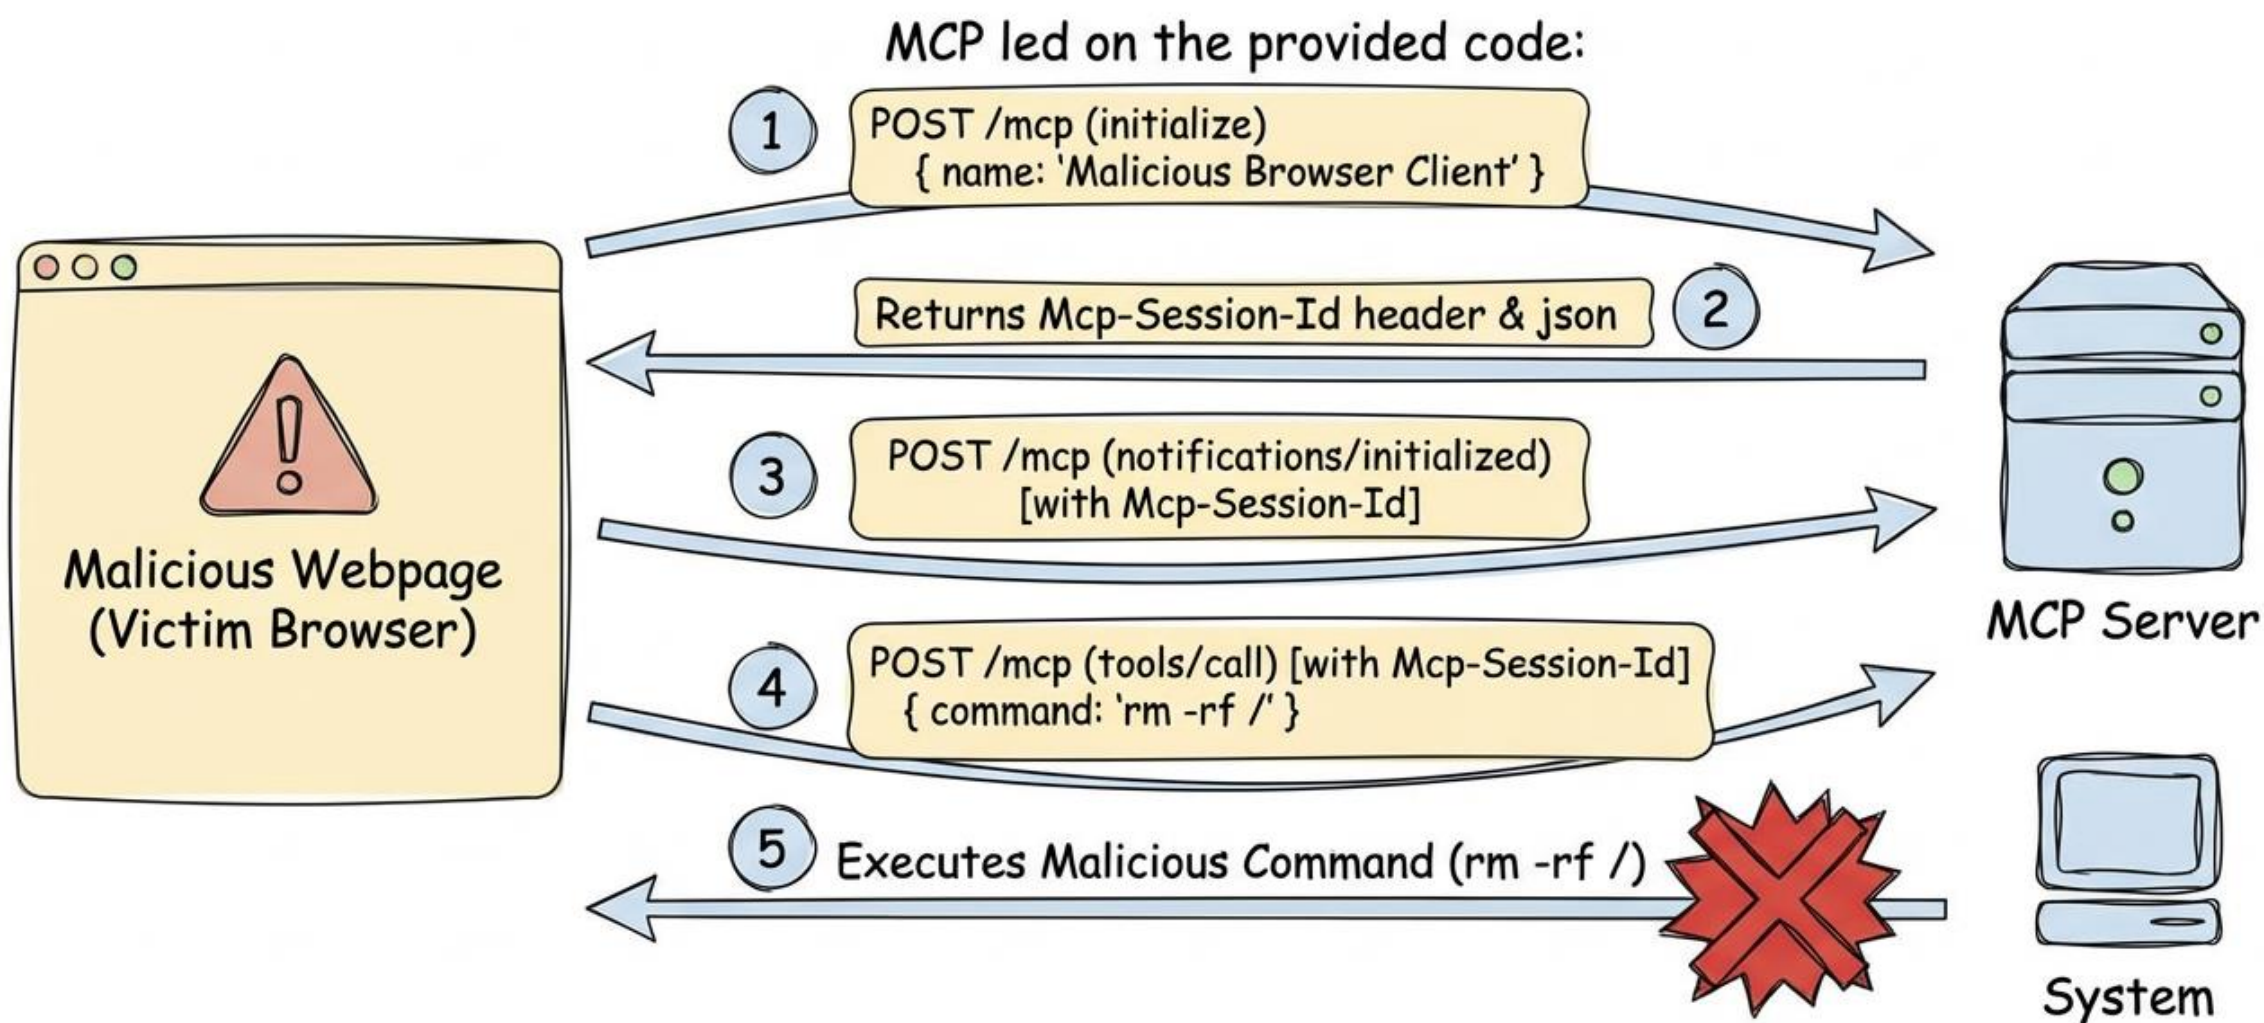 MCP led on the provided code:
1
POST /mcp (initialize)
{ name: ‘Malicious Browser Client’ }
Returns Mcp-Session-Id header & json
2
3
POST /mcp (notifications/initialized)
[with Mcp-Session-Id]
Malicious Webpage
(Victim Browser)
MCP Server
4
POST /mcp (tools/call) [with Mcp-Session-Id]
{ command: ‘rm -rf /’ }
5
Executes Malicious Command (rm -rf /)
System